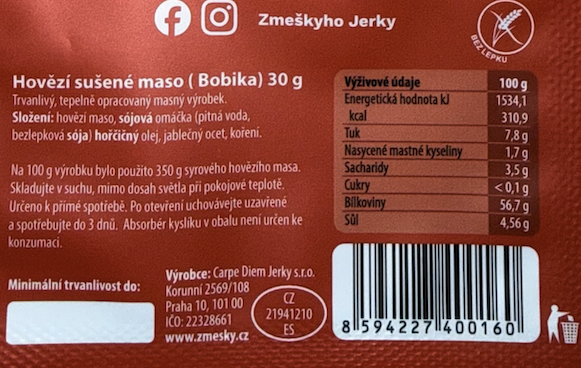 Zmeškyho Jerky
BEZ LEPKU
Hovězí sušené maso ( Bobika) 30 g
Trvanlivý, tepelně opracovaný masný výrobek.
Složení: hovězí maso, sójová omáčka (pitná voda,
bezlepková sója) hořčičný olej, jablečný ocet, koření.
Na 100 g výrobku bylo použito 350 g syrového hovězího masa.
Skladujte v suchu, mimo dosah světla při pokojové teplotě.
Určeno k přímé spotřebě. Po otevření uchovávejte uzavřené
a spotřebujte do 3 dnů. Absorbér kyslíku v obalu není určen ke
konzumaci.
Výživové údaje 100 g
Energetická hodnota kJ 1534,1
kcal 310,9
Tuk 7,8 g
Nasycené mastné kyseliny 1,7 g
Sacharidy 3,5 g
Cukry < 0,1 g
Bílkoviny 56,7 g
Sůl 4,56 g
Minimální trvanlivost do:
Výrobce: Carpe Diem Jerky s.r.o.
Korunní 2569/108
Praha 10, 101 00
IČO: 22328661
www.zmesky.cz
CZ
21941210
ES
8 594227 400160